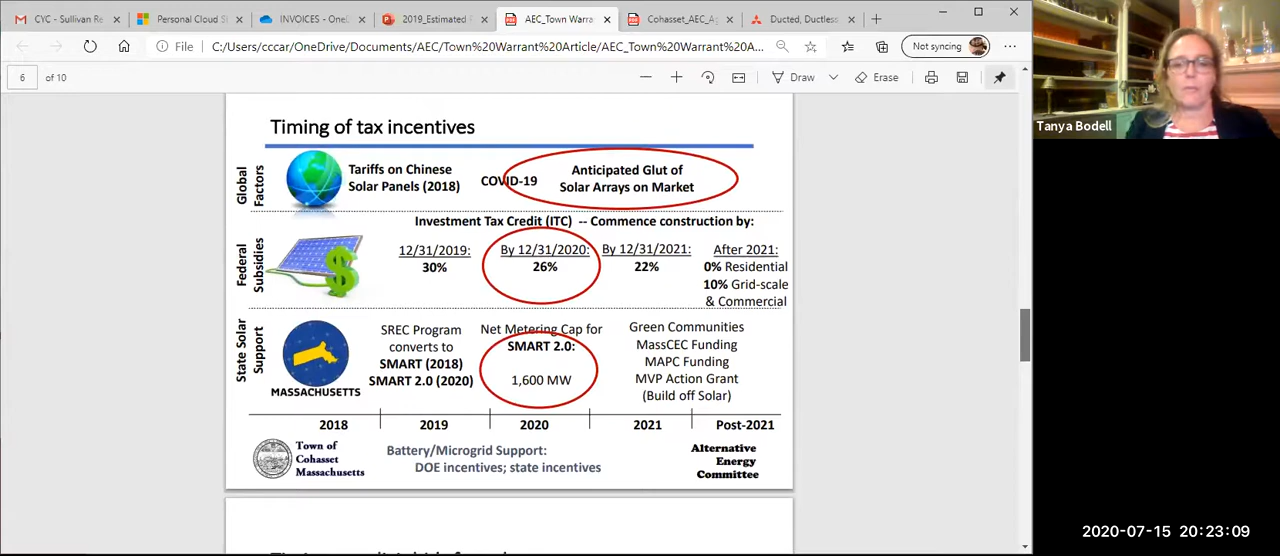 CYC - Sullivan Re
Personal Cloud S
INVOICES - OneD
2019_Estimated
AEC_Town Warra
Cohasset_AEC_A
Ducted, Ductless
File
C:/Users/cccar/OneDrive/Documents/AEC/Town%20Warrant%20Article/AEC_Town%20Warrant%20A...
Not syncing
6 of 10
Draw
Erase
Tanya Bodell
Timing of tax incentives
Global Factors
Tariffs on Chinese
Solar Panels (2018)
COVID-19
Anticipated Glut of
Solar Arrays on Market
Federal Subsidies
Investment Tax Credit (ITC) -- Commence construction by:
12/31/2019: By 12/31/2020: By 12/31/2021: After 2021:
30% 26% 22% 0% Residential
10% Grid-scale
& Commercial
State Solar Support
MASSACHUSETTS
SREC Program
converts to
SMART (2018)
SMART 2.0 (2020)
Net Metering Cap for
SMART 2.0:
1,600 MW
Green Communities
MassCEC Funding
MAPC Funding
MVP Action Grant
(Build off Solar)
2018 2019 2020 2021 Post-2021
Town of
Cohasset
Massachusetts
Battery/Microgrid Support:
DOE incentives; state incentives
Alternative
Energy
Committee
2020-07-15 20:23:09